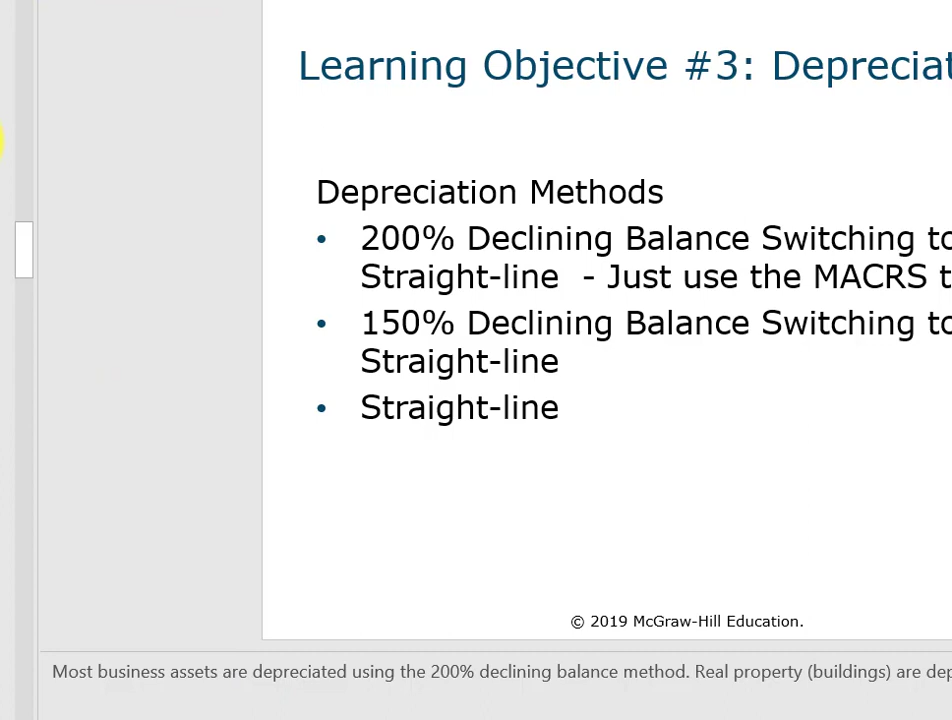 Learning Objective #3: Depreciat
Depreciation Methods
• 200% Declining Balance Switching to
Straight-line - Just use the MACRS t
• 150% Declining Balance Switching to
Straight-line
• Straight-line
© 2019 McGraw-Hill Education.
Most business assets are depreciated using the 200% declining balance method. Real property (buildings) are dep